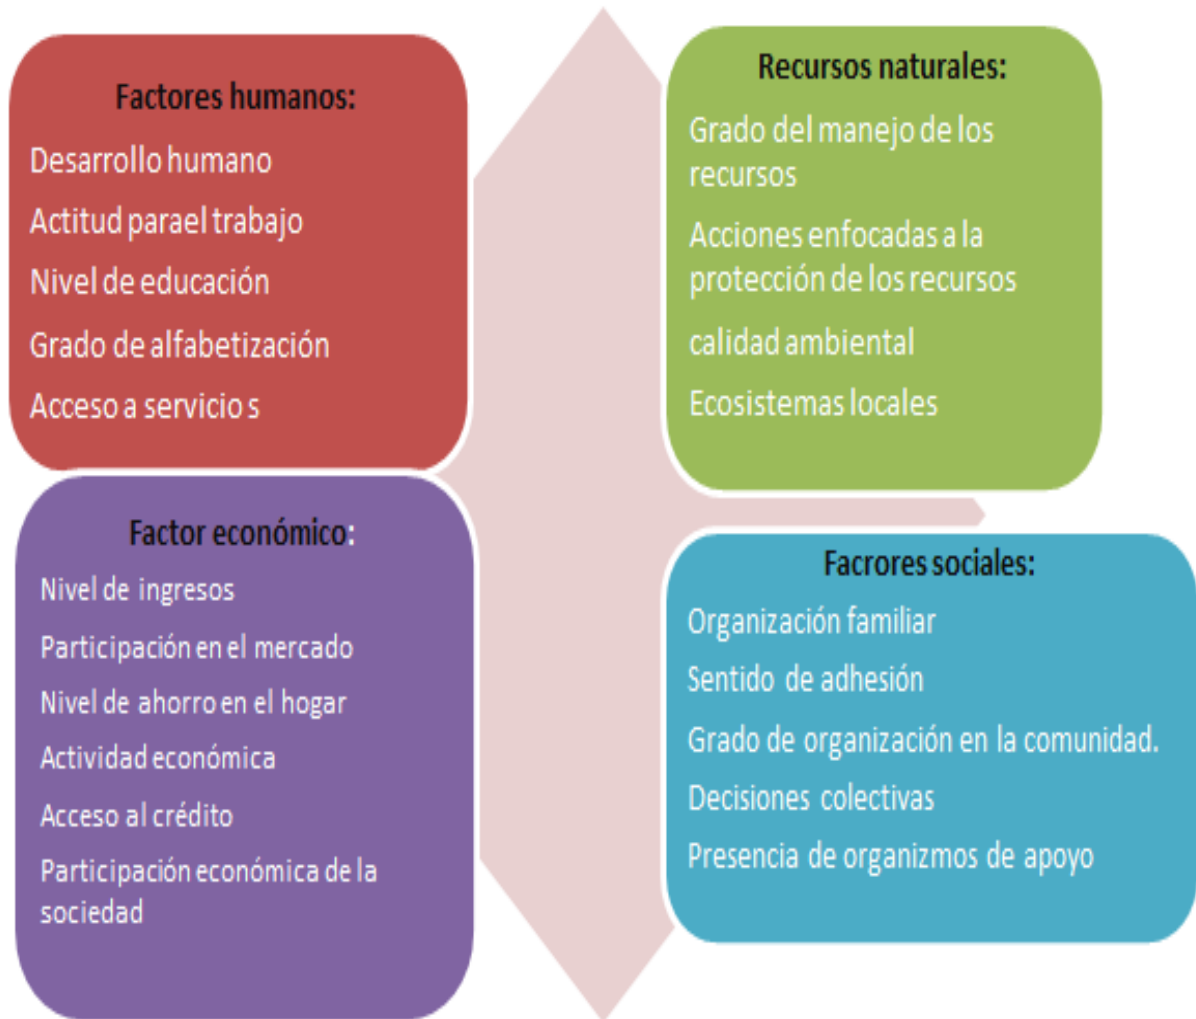 Factores humanos:
Desarrollo humano
Actitud parael trabajo
Nivel de educación
Grado de alfabetización
Acceso a servicio s
Recursos naturales:
Grado del manejo de los
recursos
Acciones enfocadas a la
protección de los recursos
calidad ambiental
Ecosistemas locales
Factor económico:
Nivel de ingresos
Participación en el mercado
Nivel de ahorro en el hogar
Actividad económica
Acceso al crédito
Participación económica de la
sociedad
Facrores sociales:
Organización familiar
Sentido de adhesión
Grado de organización en la comunidad.
Decisiones colectivas
Presencia de organizmos de apoyo